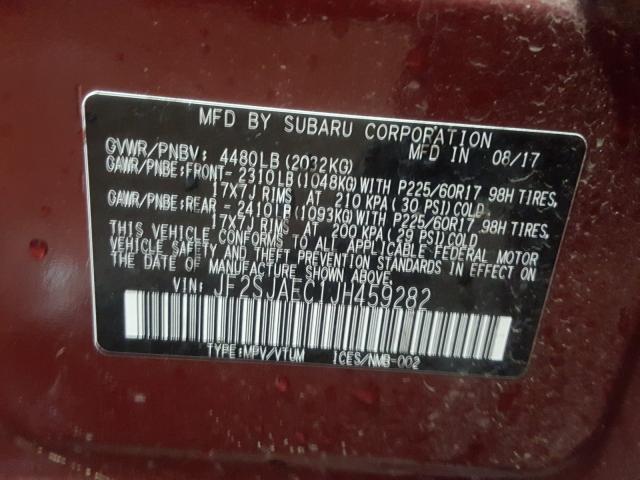 MFD BY SUBARU CORPORATION
GVWR/PNBV: 4480LB(2032KG) MFD IN 08/17
GAWR/PNBE:FRONT- 2310LB(1048KG)WITH P225/60R17 98H TIRES,
17X7J RIMS AT 210 KPA(30 PSI)COLD.
GAWR/PNBE:REAR - 2410LB(1093KG)WITH P225/60R17 98H TIRES,
17X7J RIMS AT 200 KPA(29 PSI)COLD
THIS VEHICLE CONFORMS TO ALL APPLICABLE FEDERAL MOTOR
VEHICLE SAFETY AND THEFT PREVENTION STANDARDS IN EFFECT
ON THE DATE OF MANUFACTURE SHOWN ABOVE.
VIN: JF2SJAEC1JH459282
TYPE:MPV/VTUM ICES/NMB-002